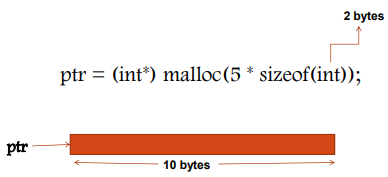 2 bytes
ptr = (int*) malloc(5 * sizeof(int));
ptr
10 bytes